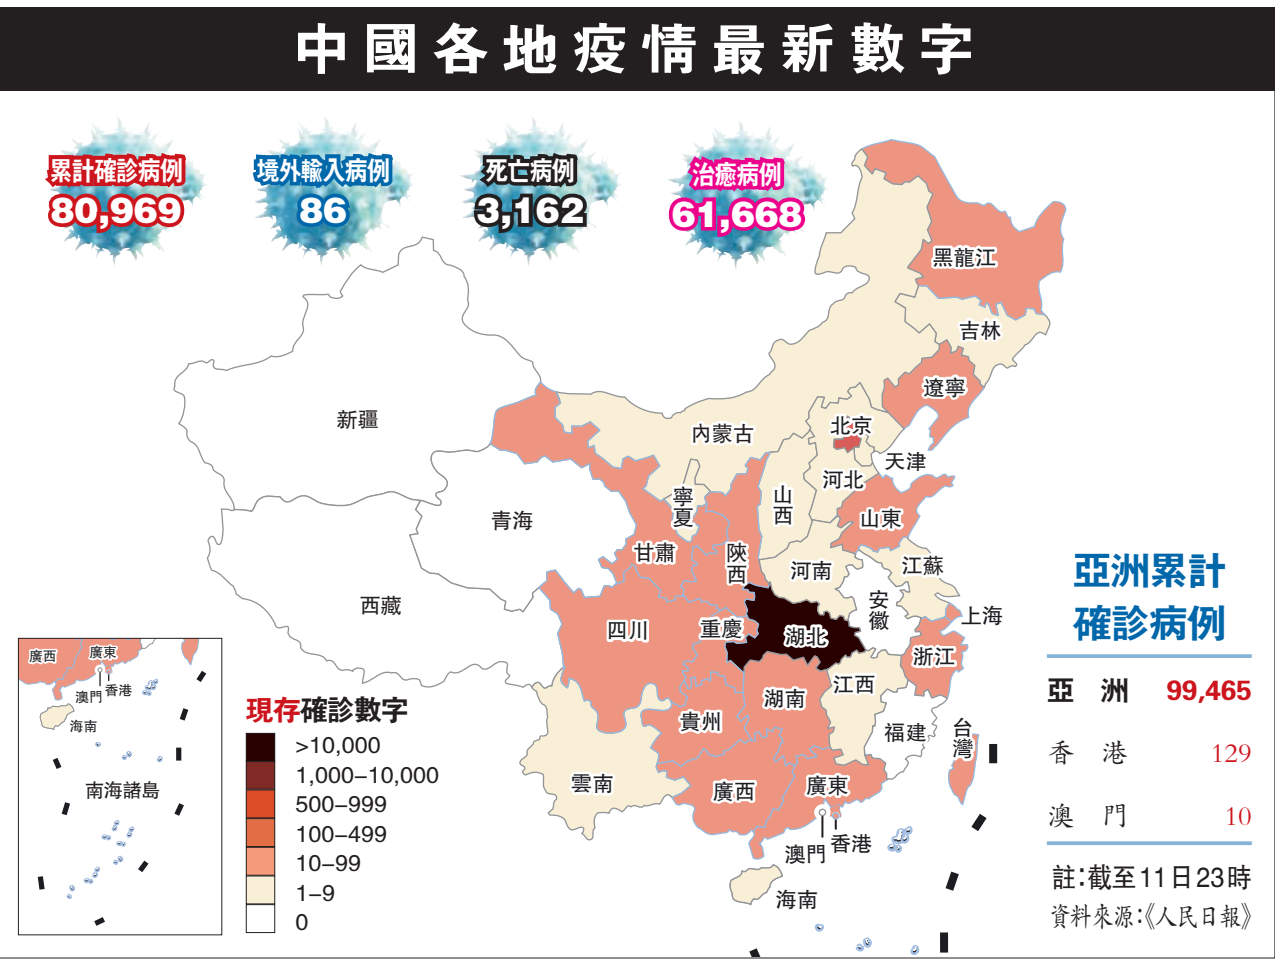 中國各地疫情最新數字
累計確診病例
80,969
境外輸入病例
86
死亡病例
3,162
治癒病例
61,668
黑龍江
吉林
遼寧
新疆
內蒙古
北京
天津
河北
山西
寧夏
青海
山東
甘肅
陝西
河南
江蘇
西藏
安徽
上海
四川
重慶
湖北
浙江
江西
湖南
貴州
福建
台灣
雲南
廣西
廣東
澳門
香港
海南
廣西
廣東
澳門
香港
海南
南海諸島
現存確診數字
>10,000
1,000–10,000
500–999
100–499
10–99
1–9
0
亞洲累計
確診病例
亞洲 99,465
香港 129
澳門 10
註:截至11日23時
資料來源:《人民日報》